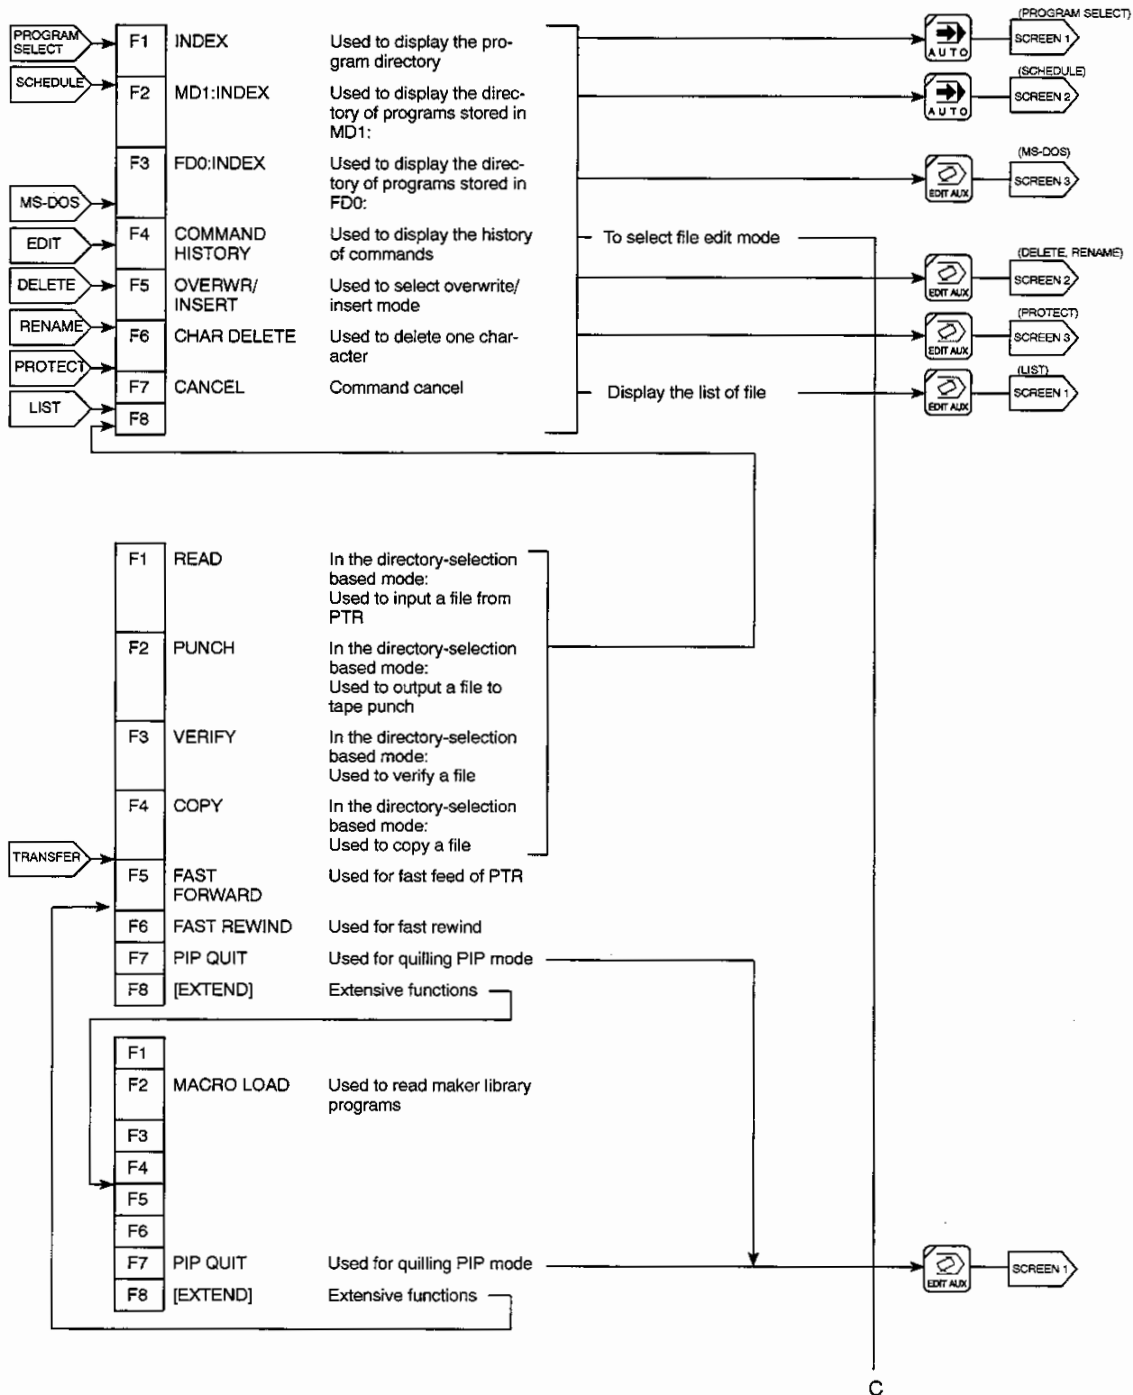 PROGRAM
SELECT
SCHEDULE
MS-DOS
EDIT
DELETE
RENAME
PROTECT
LIST
F1 INDEX Used to display the pro-
gram directory
F2 MD1:INDEX Used to display the direc-
tory of programs stored in
MD1:
F3 FD0:INDEX Used to display the direc-
tory of programs stored in
FD0:
F4 COMMAND Used to display the history
HISTORY of commands
F5 OVERWR/ Used to select overwrite/
INSERT insert mode
F6 CHAR DELETE Used to delete one char-
acter
F7 CANCEL Command cancel
F8
To select file edit mode
Display the list of file
(PROGRAM SELECT)
AUTO SCREEN 1
(SCHEDULE)
AUTO SCREEN 2
(MS-DOS)
EDIT AUX SCREEN 3
(DELETE, RENAME)
EDIT AUX SCREEN 2
(PROTECT)
EDIT AUX SCREEN 3
(LIST)
EDIT AUX SCREEN 1
F1 READ In the directory-selection
based mode:
Used to input a file from
PTR
F2 PUNCH In the directory-selection
based mode:
Used to output a file to
tape punch
F3 VERIFY In the directory-selection
based mode:
Used to verify a file
F4 COPY In the directory-selection
based mode:
Used to copy a file
TRANSFER
F5 FAST Used for fast feed of PTR
FORWARD
F6 FAST REWIND Used for fast rewind
F7 PIP QUIT Used for quilling PIP mode
F8 [EXTEND] Extensive functions
F1
F2 MACRO LOAD Used to read maker library
programs
F3
F4
F5
F6
F7 PIP QUIT Used for quilling PIP mode
F8 [EXTEND] Extensive functions
EDIT AUX SCREEN 1
C